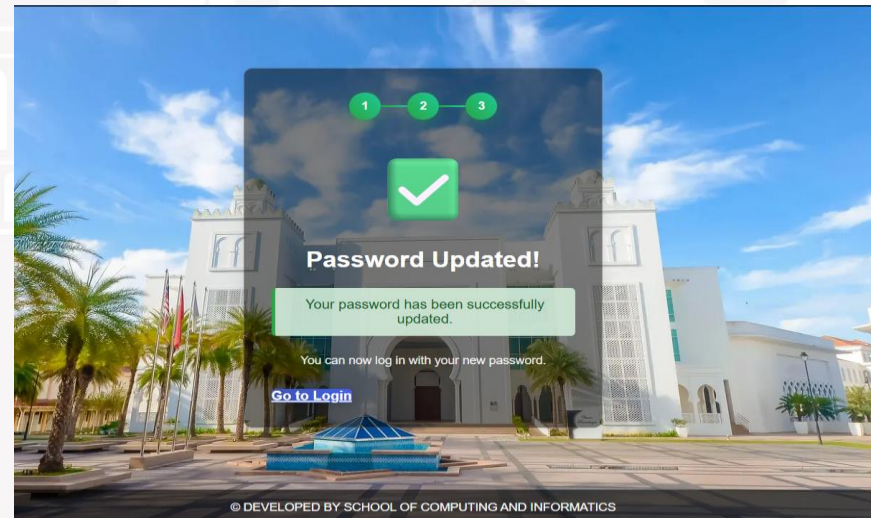 1 2 3
Password Updated!
Your password has been successfully
updated.
You can now log in with your new password.
Go to Login
© DEVELOPED BY SCHOOL OF COMPUTING AND INFORMATICS